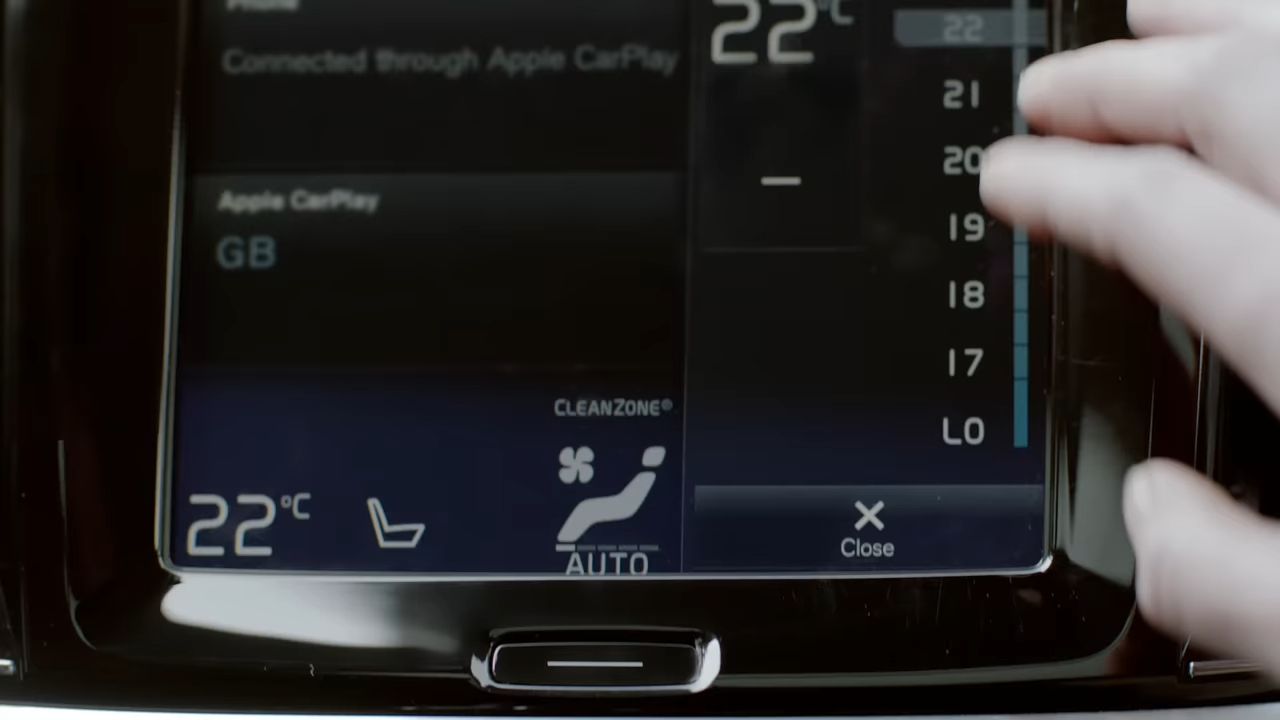 Phone
Connected through Apple CarPlay
Apple CarPlay
GB
22°C
22
21
20
19
18
17
LO
CLEANZONE®
22°C
AUTO
Close